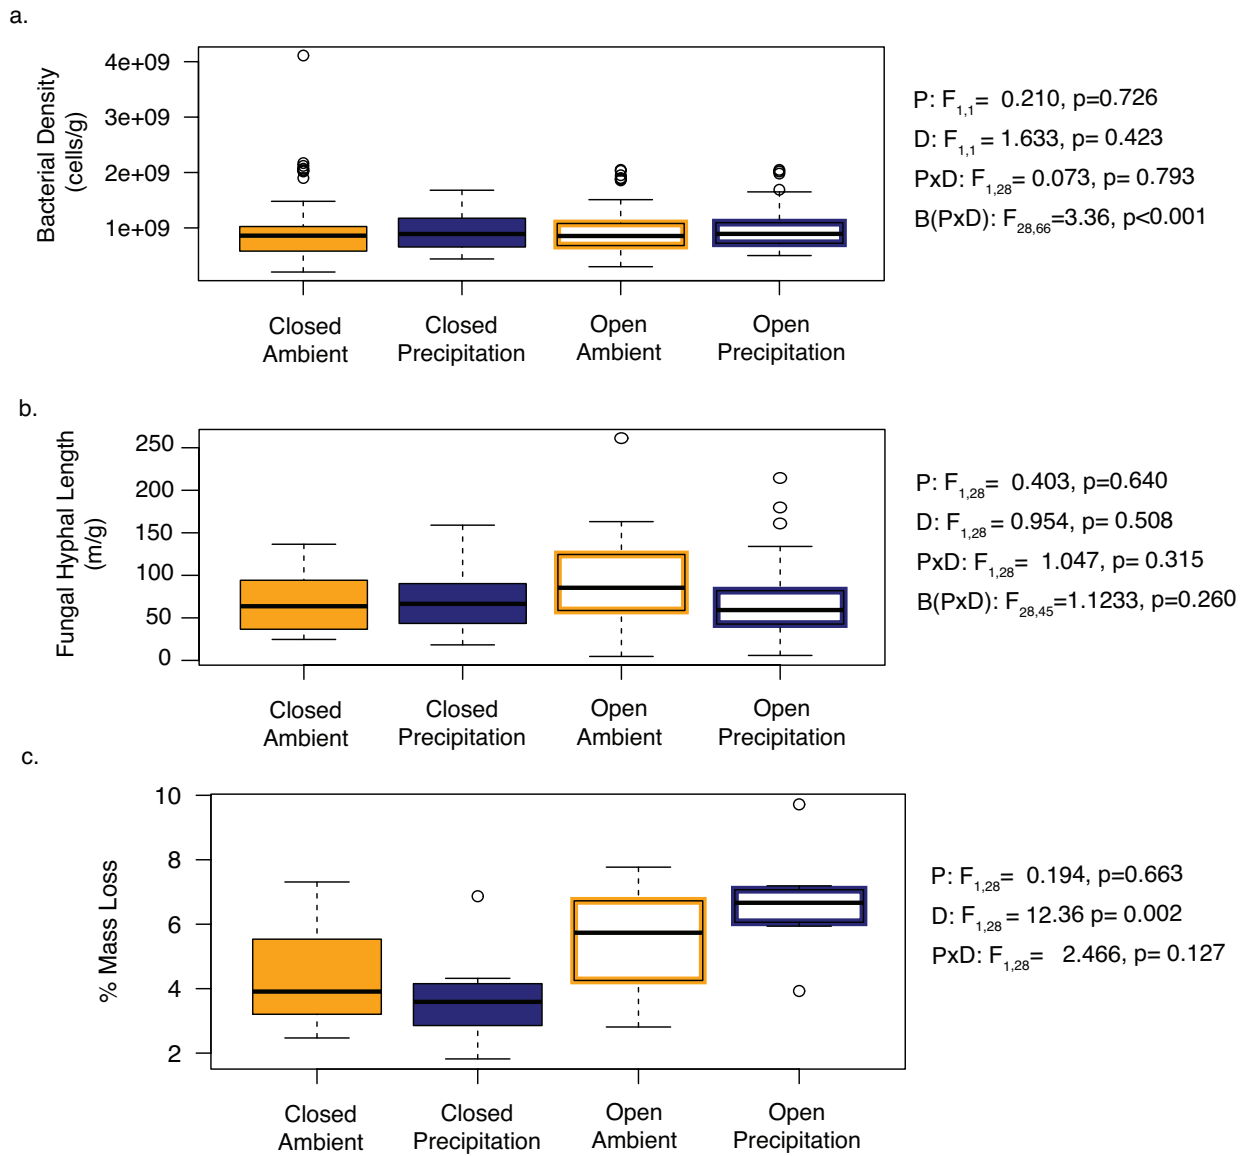 a.
Bacterial Density
(cells/g)
4e+09
3e+09
2e+09
1e+09
Closed
Ambient
Closed
Precipitation
Open
Ambient
Open
Precipitation
P: F1,1= 0.210, p=0.726
D: F1,1 = 1.633, p= 0.423
PxD: F1,28= 0.073, p= 0.793
B(PxD): F28,66=3.36, p<0.001
b.
Fungal Hyphal Length
(m/g)
250
200
150
100
50
0
Closed
Ambient
Closed
Precipitation
Open
Ambient
Open
Precipitation
P: F1,28= 0.403, p=0.640
D: F1,28 = 0.954, p= 0.508
PxD: F1,28= 1.047, p= 0.315
B(PxD): F28,45=1.1233, p=0.260
c.
% Mass Loss
10
8
6
4
2
Closed
Ambient
Closed
Precipitation
Open
Ambient
Open
Precipitation
P: F1,28= 0.194, p=0.663
D: F1,28 = 12.36 p= 0.002
PxD: F1,28= 2.466, p= 0.127